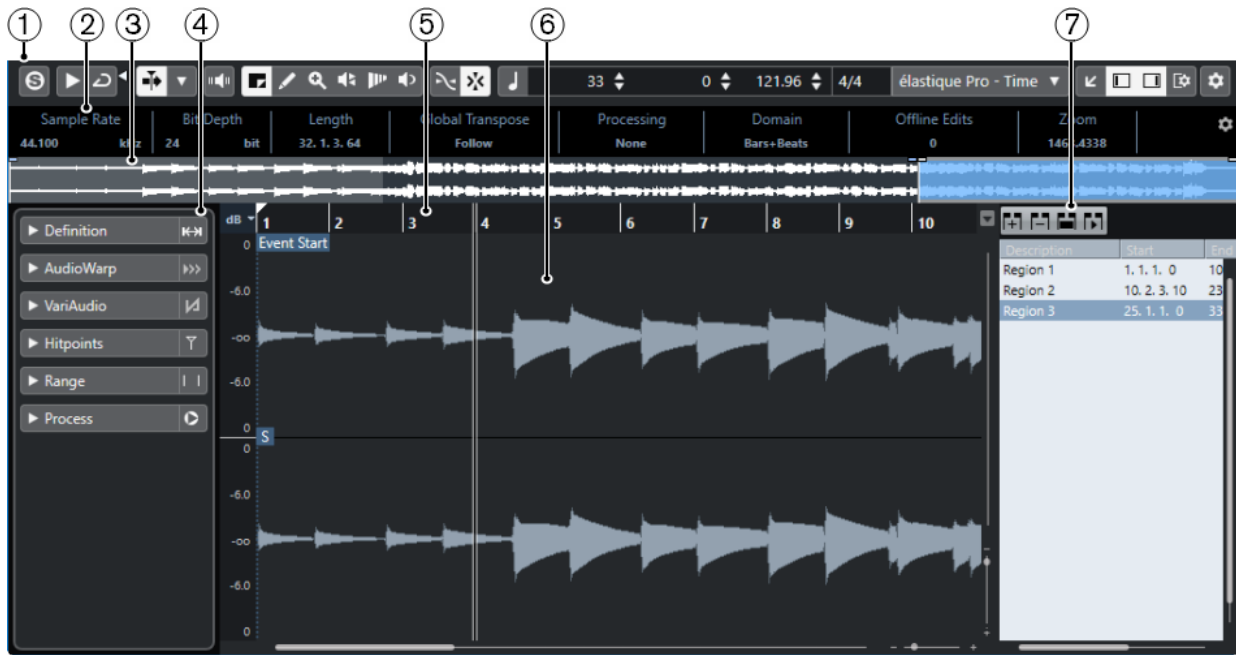 1 2 3 4 5 6 7
33 0 121.96 4/4 élastique Pro - Time
Sample Rate Bit Depth Length Global Transpose Processing Domain Offline Edits Zoom
44.100 24 bit 32. 1. 3. 64 Follow None Bars+Beats 0
dB 1 2 3 4 5 6 7 8 9 10
Definition
AudioWarp
VariAudio
Hitpoints
Range
Process
0 Event Start
-6.0
-oo
-6.0
0
S
0
-6.0
-oo
-6.0
0
Description Start End
Region 1 1. 1. 1. 0 10
Region 2 10. 2. 3. 10 23
Region 3 25. 1. 1. 0 33